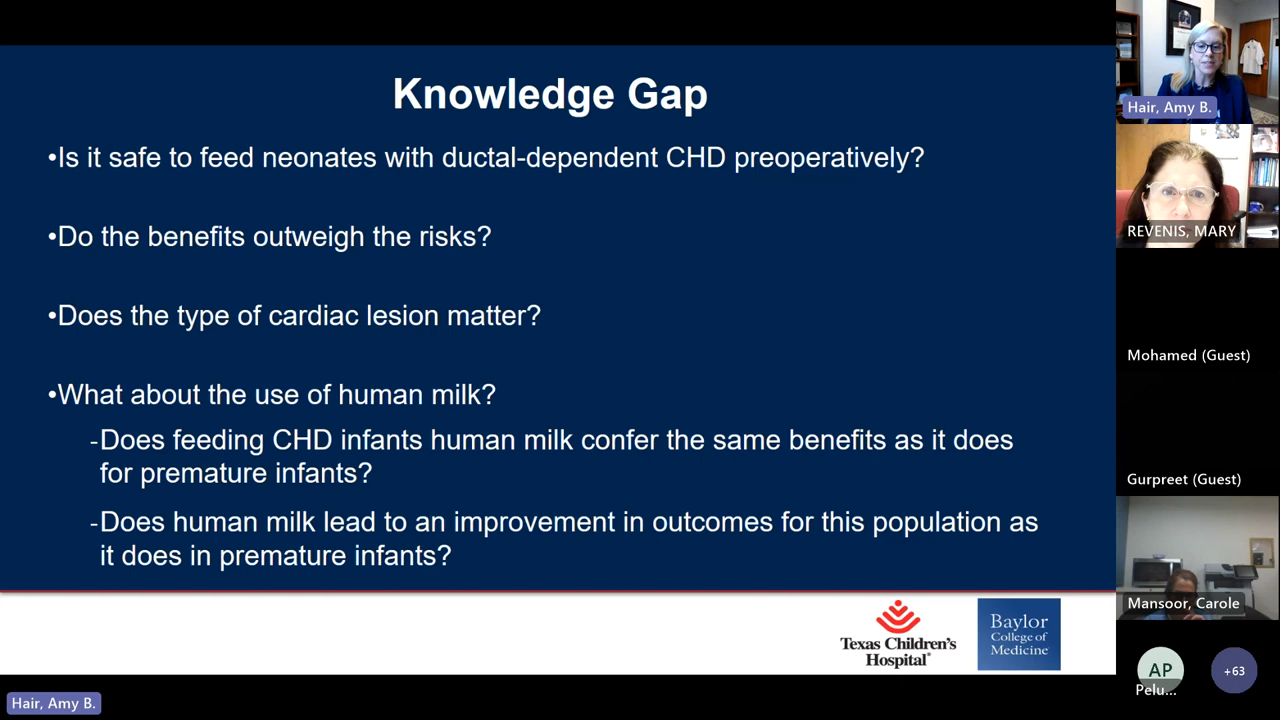 Knowledge Gap
•Is it safe to feed neonates with ductal-dependent CHD preoperatively?
•Do the benefits outweigh the risks?
•Does the type of cardiac lesion matter?
•What about the use of human milk?
-Does feeding CHD infants human milk confer the same benefits as it does
for premature infants?
-Does human milk lead to an improvement in outcomes for this population as
it does in premature infants?
Texas Children's
Hospital®
Baylor
College of
Medicine
Hair, Amy B.
Hair, Amy B.
REVENIS, MARY
Mohamed (Guest)
Gurpreet (Guest)
Mansoor, Carole
AP
Pelu...
+63